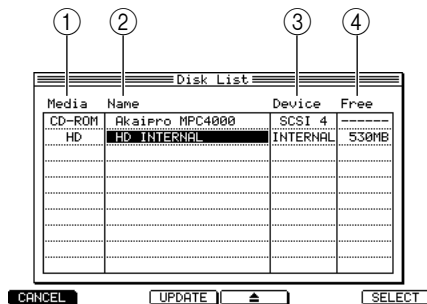 ① ② ③ ④
Disk List
Media Name Device Free
CD-ROM Akaipro MPC4000 SCSI 4 ------
HD HD INTERNAL INTERNAL 530MB
CANCEL UPDATE ⏏ SELECT